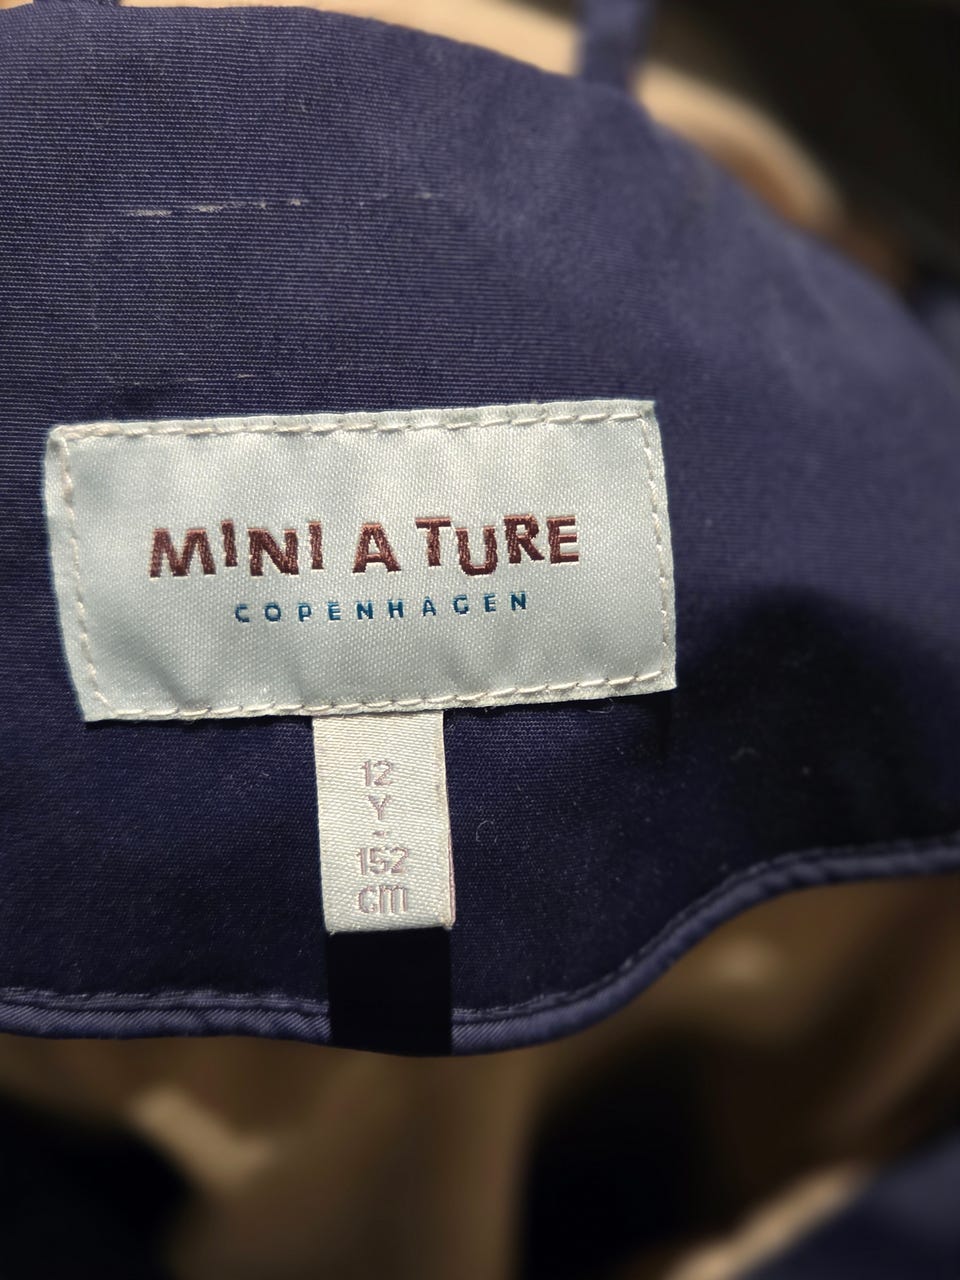 MINI A TURE
COPENHAGEN
12
Y
-
152
cm